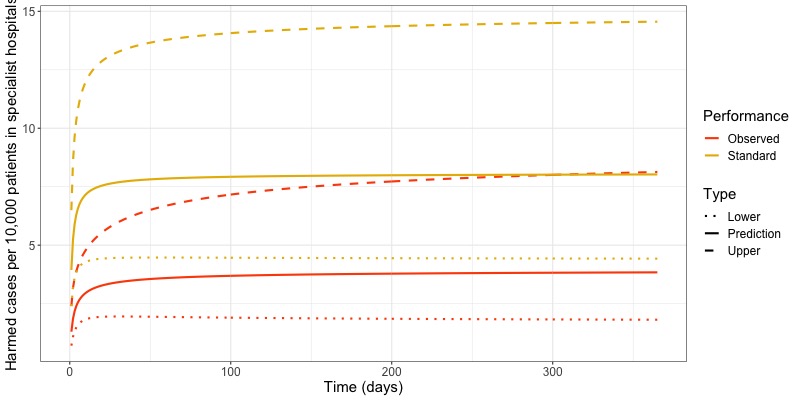 Harmed cases per 10,000 patients in specialist hospitals
15
10
5
0
100
200
300
Time (days)
Performance
Observed
Standard
Type
Lower
Prediction
Upper